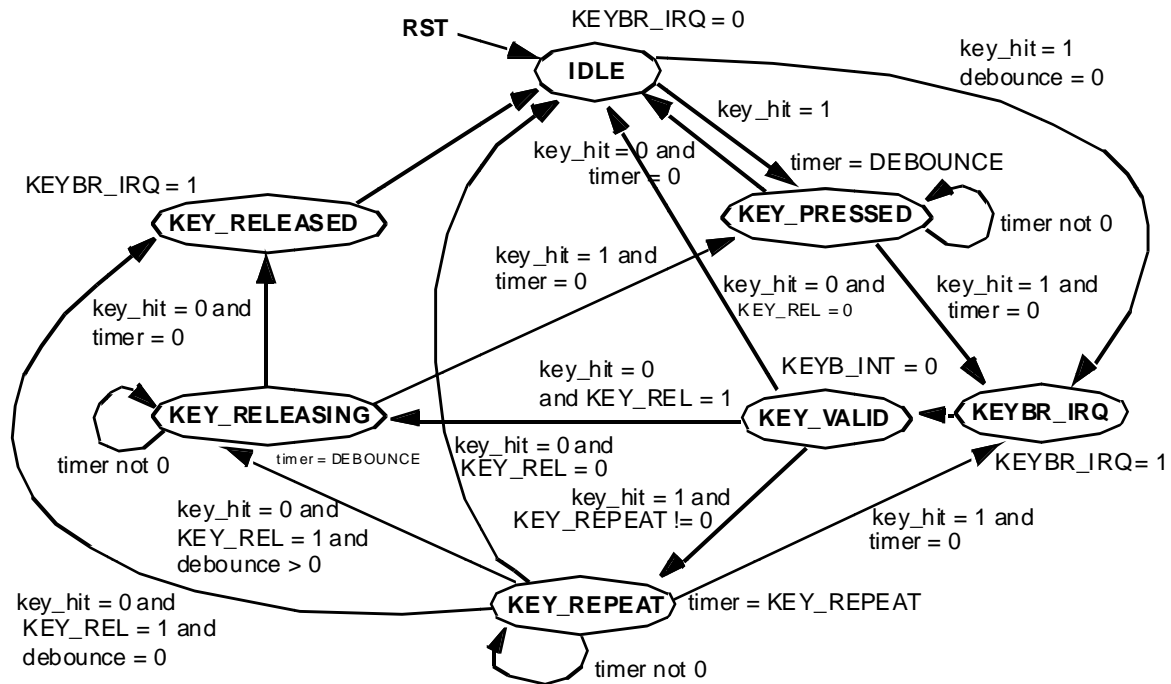 KEYBR_IRQ = 0
RST
IDLE
key_hit = 1
debounce = 0
key_hit = 1
key_hit = 0 and
timer = 0
timer = DEBOUNCE
KEYBR_IRQ = 1
KEY_RELEASED
KEY_PRESSED
timer not 0
key_hit = 1 and
timer = 0
key_hit = 0 and
KEY_REL = 0
key_hit = 1 and
timer = 0
key_hit = 0 and
timer = 0
KEYB_INT = 0
key_hit = 0
and KEY_REL = 1
KEY_RELEASING
KEY_VALID
KEYBR_IRQ
timer not 0
timer = DEBOUNCE
key_hit = 0 and
KEY_REL = 0
KEYBR_IRQ = 1
key_hit = 1 and
KEY_REPEAT != 0
key_hit = 0 and
KEY_REL = 1 and
debounce > 0
key_hit = 1 and
timer = 0
key_hit = 0 and
KEY_REL = 1 and
debounce = 0
KEY_REPEAT
timer = KEY_REPEAT
timer not 0